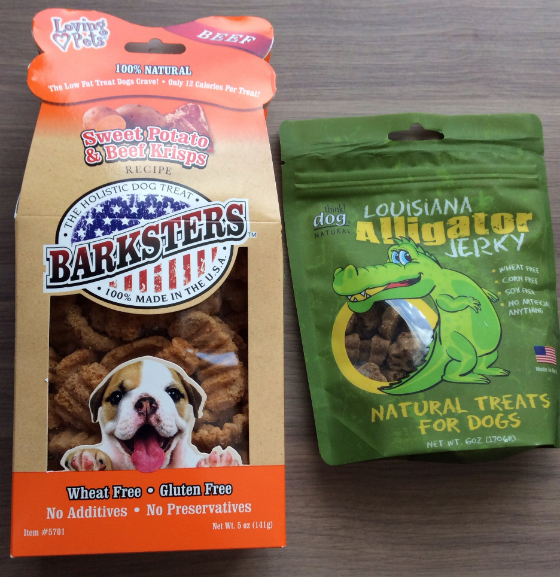 Loving
Pets
BEEF
100% NATURAL
The Low Fat Treat Dogs Crave! • Only 12 Calories Per Treat!
Sweet Potato
& Beef Krisps
RECIPE
• THE HOLISTIC DOG TREAT •
BARKSTERS™
100% MADE IN THE U.S.A.
Wheat Free • Gluten Free
No Additives • No Preservatives
Item #5701
Net Wt. 5 oz (141g)
think!
dog
NATURAL
LOUISIANA
Alligator
JERKY
• WHEAT FREE
• CORN FREE
• SOY FREE
• NO ARTIFICIAL
ANYTHING
NATURAL TREATS
FOR DOGS
NET WT. 6OZ (170GR)